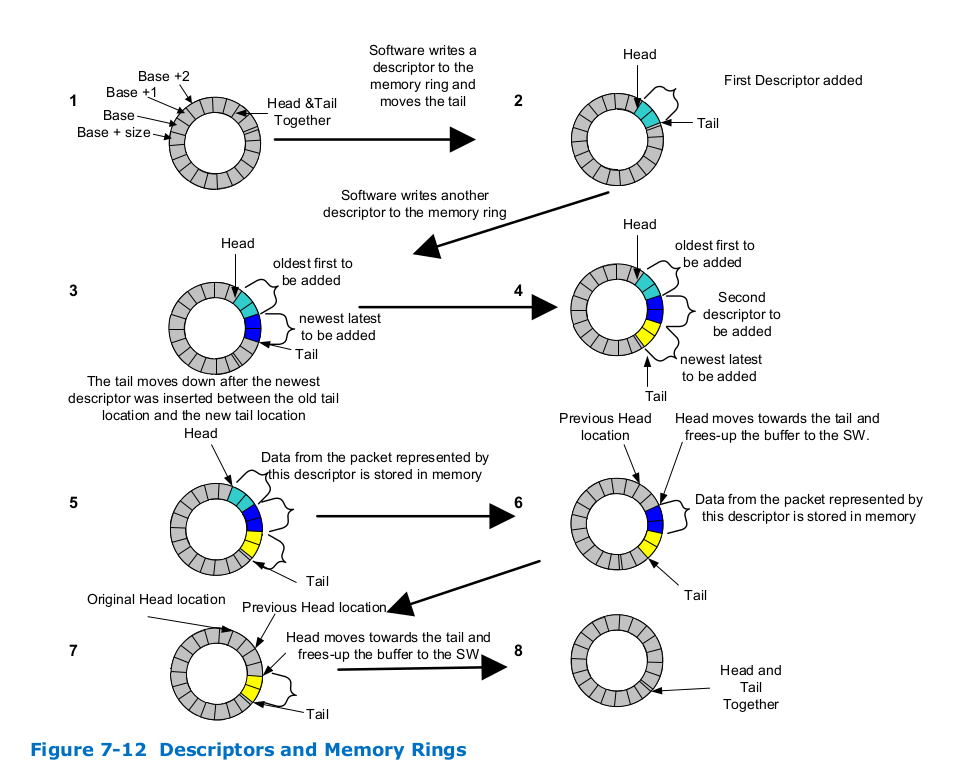 Software writes a
descriptor to the
memory ring and
moves the tail
Base +2
Base +1
1
Base
Base + size
Head &Tail
Together
2
Head
First Descriptor added
Tail
Software writes another
descriptor to the memory ring
3
Head
oldest first to
be added
newest latest
to be added
Tail
The tail moves down after the newest
descriptor was inserted between the old tail
location and the new tail location
4
Head
oldest first to
be added
Second
descriptor to
be added
newest latest
to be added
Tail
5
Head
Data from the packet represented by
this descriptor is stored in memory
Tail
6
Previous Head
location
Head moves towards the tail and
frees-up the buffer to the SW.
Data from the packet represented by
this descriptor is stored in memory
Tail
7
Original Head location
Previous Head location
Head moves towards the tail and
frees-up the buffer to the SW
Tail
8
Head and
Tail
Together
Figure 7-12 Descriptors and Memory Rings